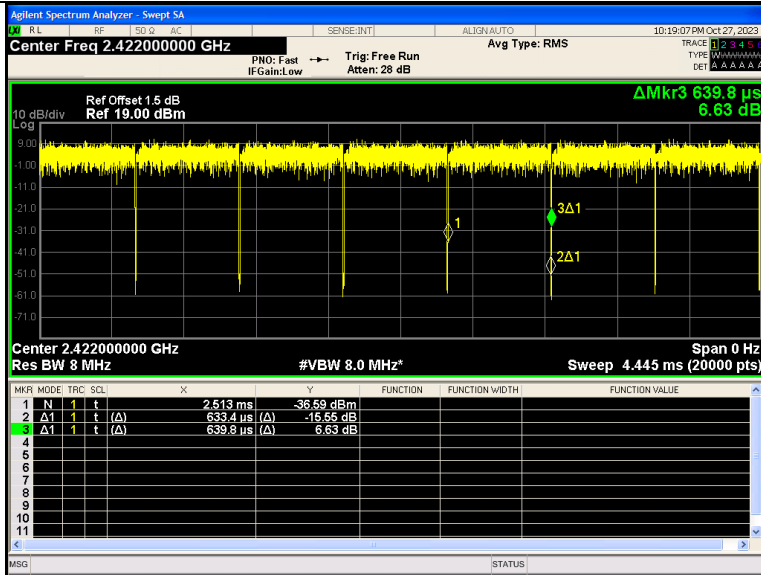 Agilent Spectrum Analyzer - Swept SA
LXI RL RF 50 Ω AC SENSE:INT ALIGN AUTO 10:19:07 PM Oct 27, 2023
Center Freq 2.422000000 GHz Avg Type: RMS TRACE 1 2 3 4 5 6
PNO: Fast Trig: Free Run TYPE WWWWWW
IFGain:Low Atten: 28 dB DET A A A A A A
ΔMkr3 639.8 µs
6.63 dB
Ref Offset 1.5 dB
10 dB/div Ref 19.00 dBm
Log
9.00
-1.00
-11.0
-21.0
3Δ1
-31.0
1
-41.0
2Δ1
-51.0
-61.0
-71.0
Center 2.422000000 GHz Span 0 Hz
Res BW 8 MHz #VBW 8.0 MHz* Sweep 4.445 ms (20000 pts)
MKR MODE TRC SCL X Y FUNCTION FUNCTION WIDTH FUNCTION VALUE
1 N 1 t 2.513 ms -36.59 dBm
2 Δ1 1 t (Δ) 633.4 µs (Δ) -15.55 dB
3 Δ1 1 t (Δ) 639.8 µs (Δ) 6.63 dB
4
5
6
7
8
9
10
11
MSG STATUS